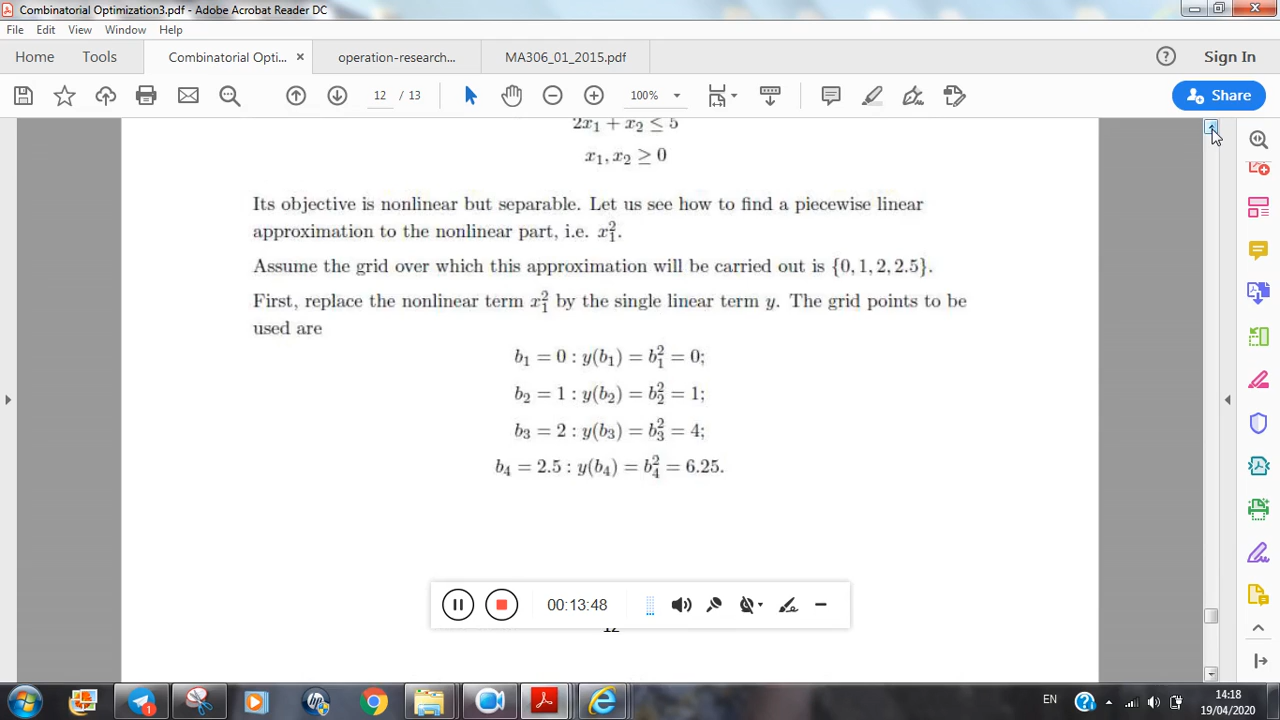 Combinatorial Optimization3.pdf - Adobe Acrobat Reader DC
File Edit View Window Help
Home Tools Combinatorial Opti... × operation-research... MA306_01_2015.pdf Sign In
12 / 13 100% Share
2x₁ + x₂ ≤ 5
x₁, x₂ ≥ 0
Its objective is nonlinear but separable. Let us see how to find a piecewise linear
approximation to the nonlinear part, i.e. x₁².
Assume the grid over which this approximation will be carried out is {0, 1, 2, 2.5}.
First, replace the nonlinear term x₁² by the single linear term y. The grid points to be
used are
b₁ = 0 : y(b₁) = b₁² = 0;
b₂ = 1 : y(b₂) = b₂² = 1;
b₃ = 2 : y(b₃) = b₃² = 4;
b₄ = 2.5 : y(b₄) = b₄² = 6.25.
00:13:48
12
EN 14:18
19/04/2020